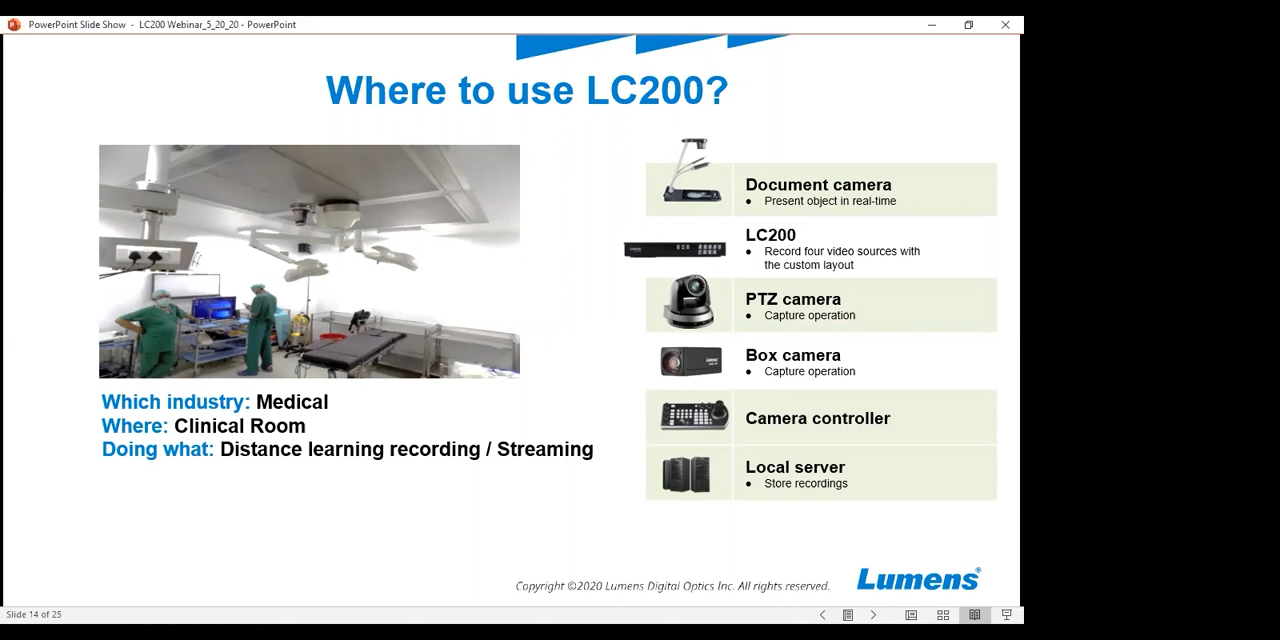 PowerPoint Slide Show - LC200 Webinar_5_20_20 - PowerPoint
Where to use LC200?
Which industry: Medical
Where: Clinical Room
Doing what: Distance learning recording / Streaming
Document camera
• Present object in real-time
LC200
• Record four video sources with
the custom layout
PTZ camera
• Capture operation
Box camera
• Capture operation
Camera controller
Local server
• Store recordings
Copyright ©2020 Lumens Digital Optics Inc. All rights reserved.
Lumens®
Slide 14 of 25